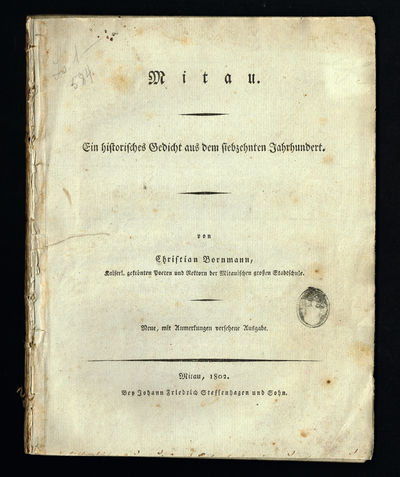 Mitau.
Ein historisches Gedicht aus dem siebzehnten Jahrhundert.
von
Christian Bornmann,
Kaiserl. gekrönten Poeten und Rektorn der Mitauischen großen Stadtschule.
Neue, mit Anmerkungen versehene Ausgabe.
Mitau, 1802.
Bey Johann Friedrich Steffenhagen und Sohn.